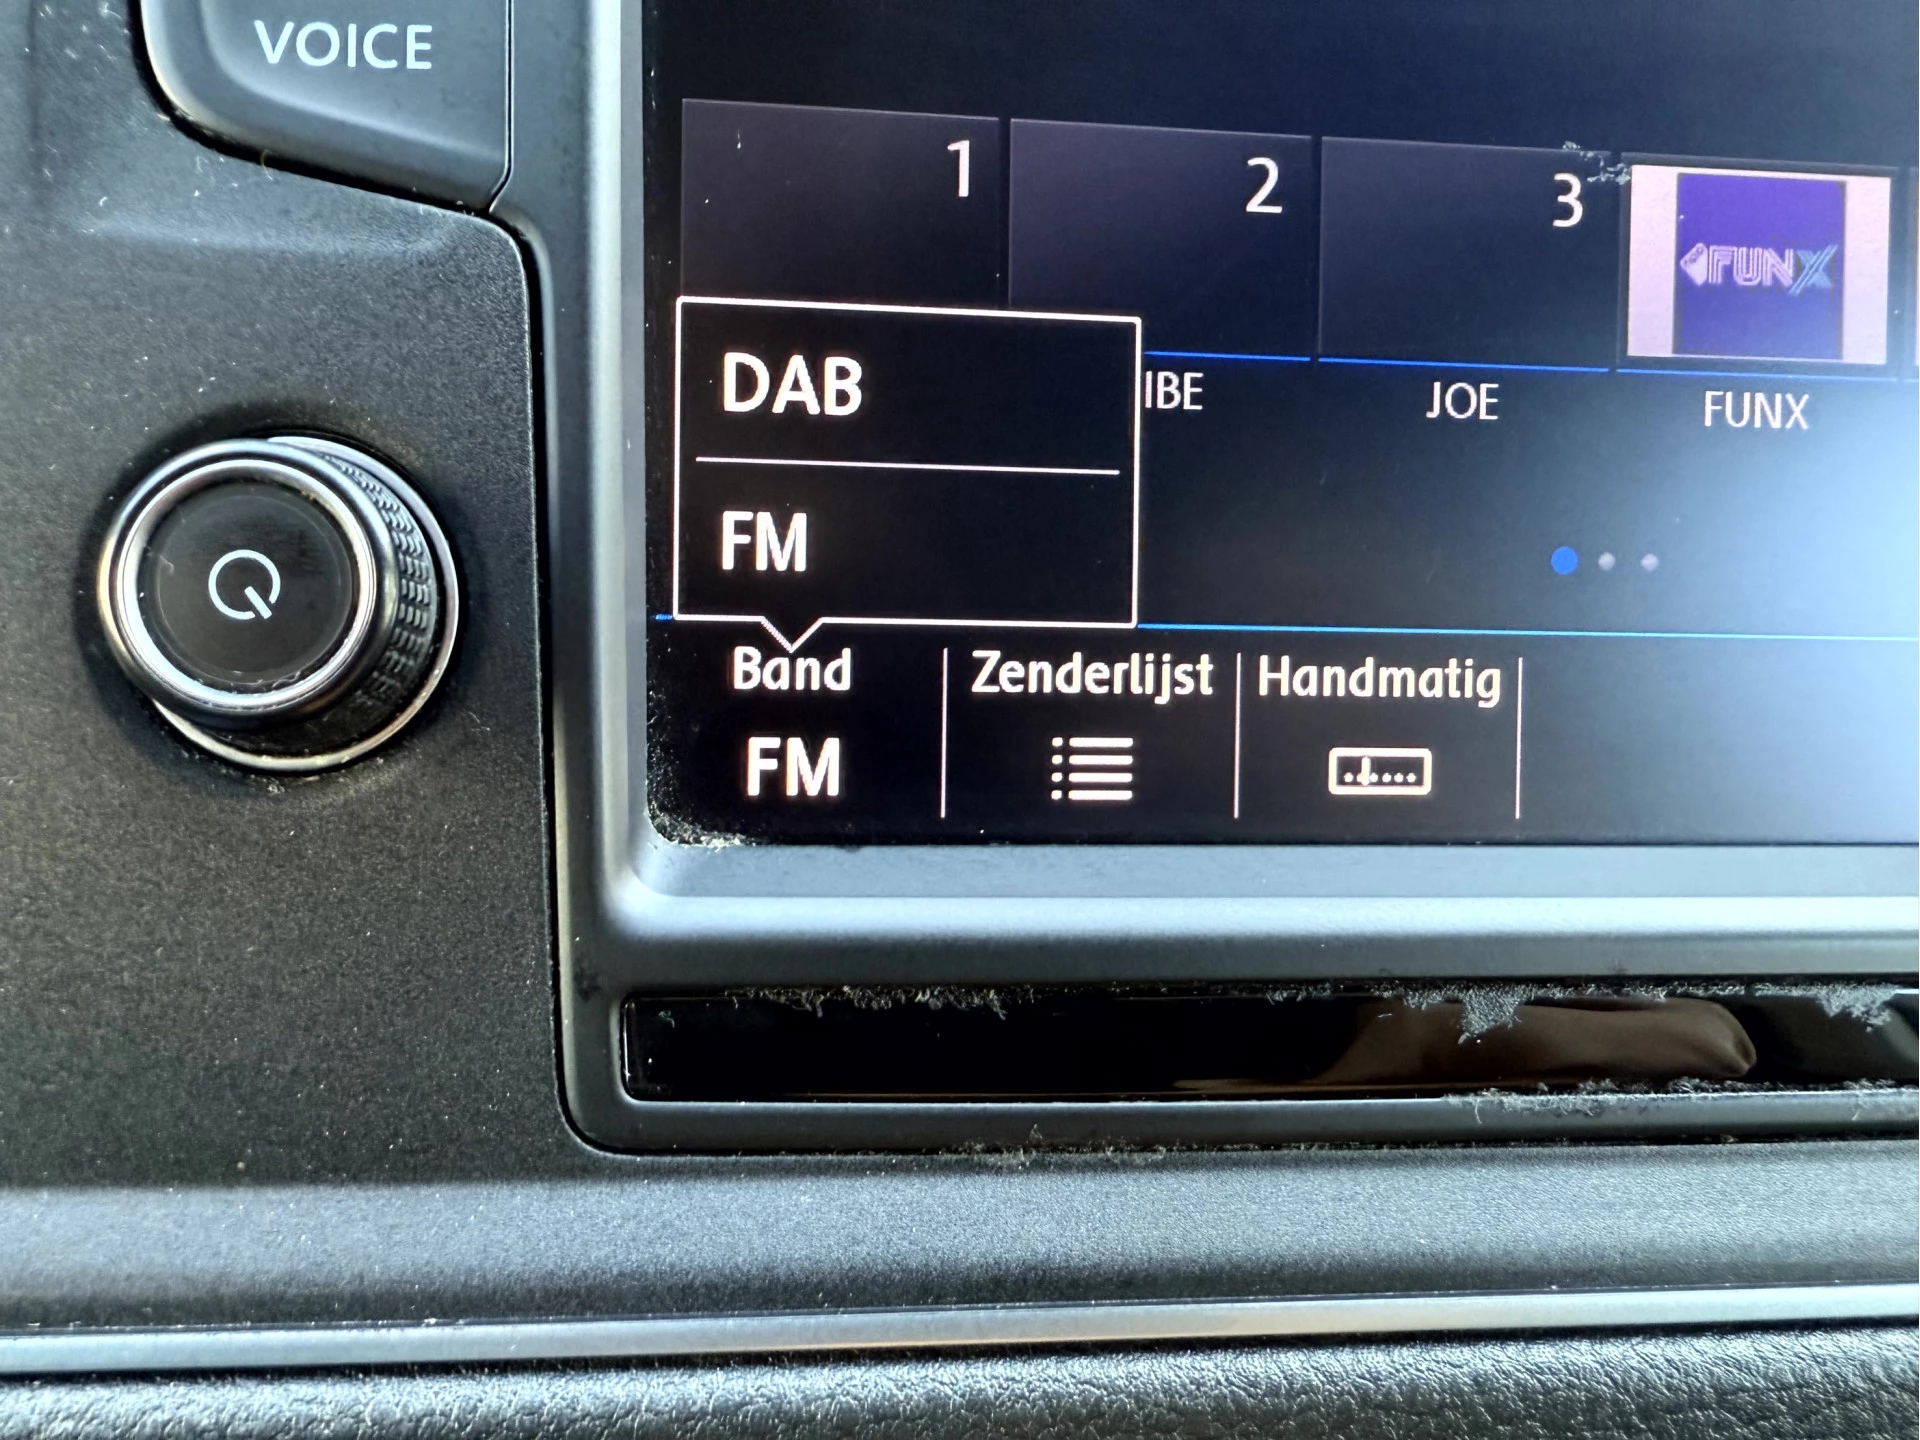 VOICE
1
2
3
FUNX
DAB
IBE
JOE
FUNX
FM
Band
Zenderlijst
Handmatig
FM